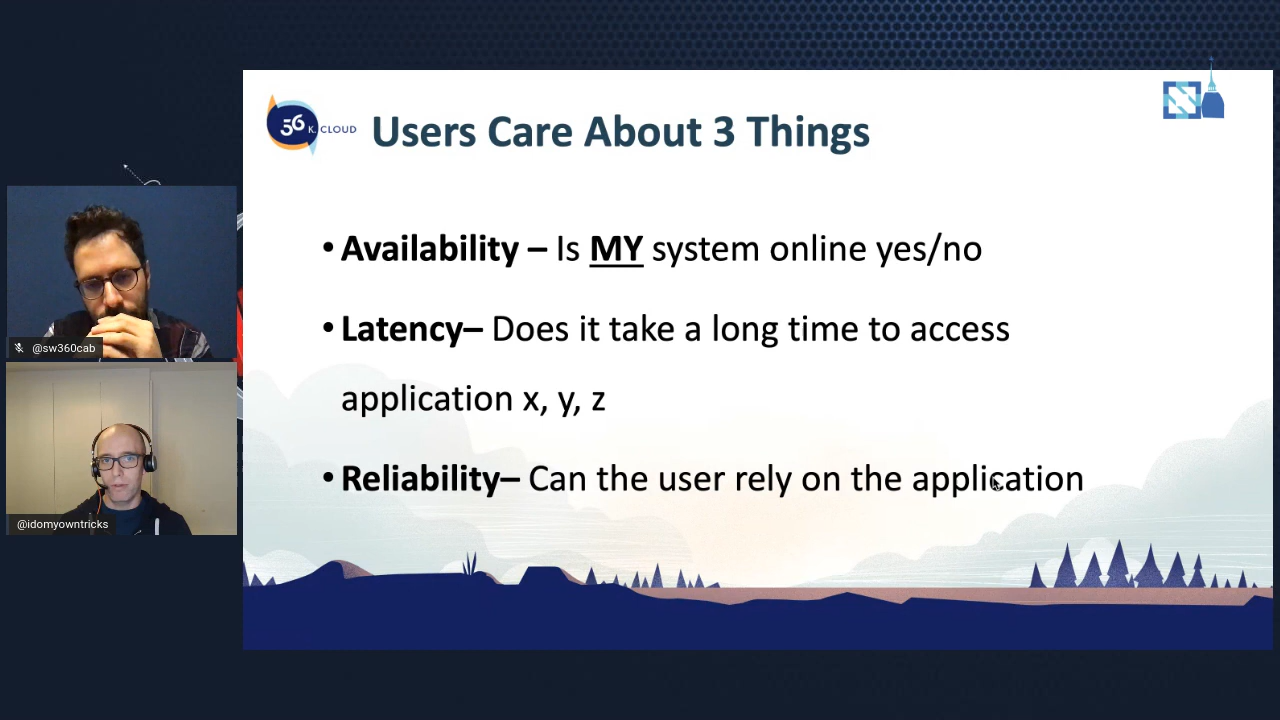 56 K. CLOUD
Users Care About 3 Things
• Availability – Is MY system online yes/no
• Latency– Does it take a long time to access
application x, y, z
• Reliability– Can the user rely on the application
@sw360cab
@idomyowntricks